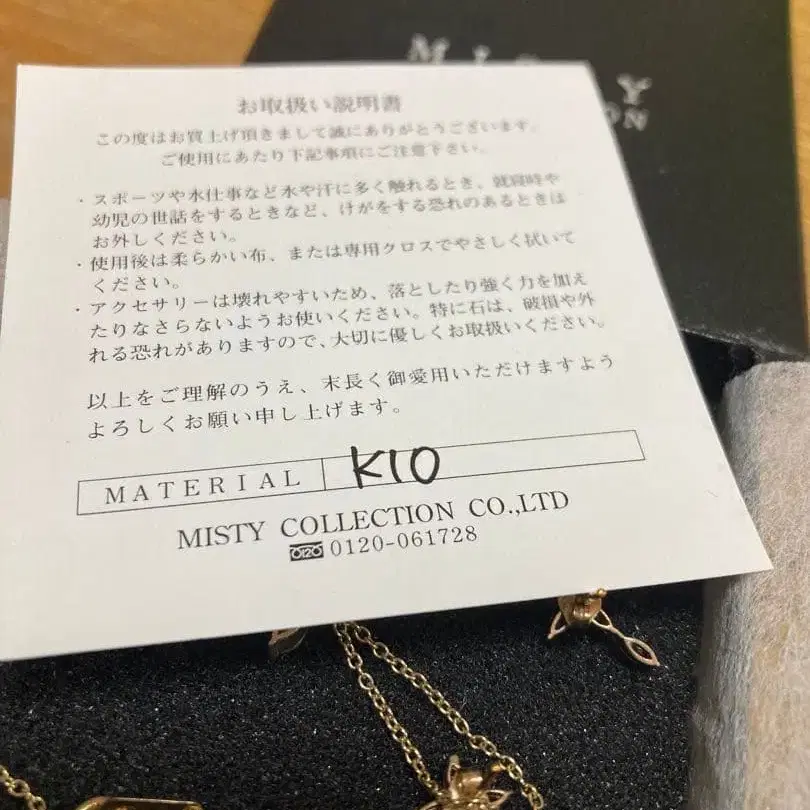 お取扱い説明書
この度はお買上げ頂きまして誠にありがとうございます。
ご使用にあたり下記事項にご注意下さい。
・スポーツや水仕事など水や汗に多く触れるとき、就寝時や
幼児の世話をするときなど、けがをする恐れのあるときは
お外しください。
・使用後は柔らかい布、または専用クロスでやさしく拭いて
ください。
・アクセサリーは壊れやすいため、落としたり強く力を加え
たりなさらないようお使いください。特に石は、破損や外
れる恐れがありますので、大切に優しくお取扱いください。
以上をご理解のうえ、末長く御愛用いただけますよう
よろしくお願い申し上げます。
MATERIAL K10
MISTY COLLECTION CO.,LTD
0120-061728